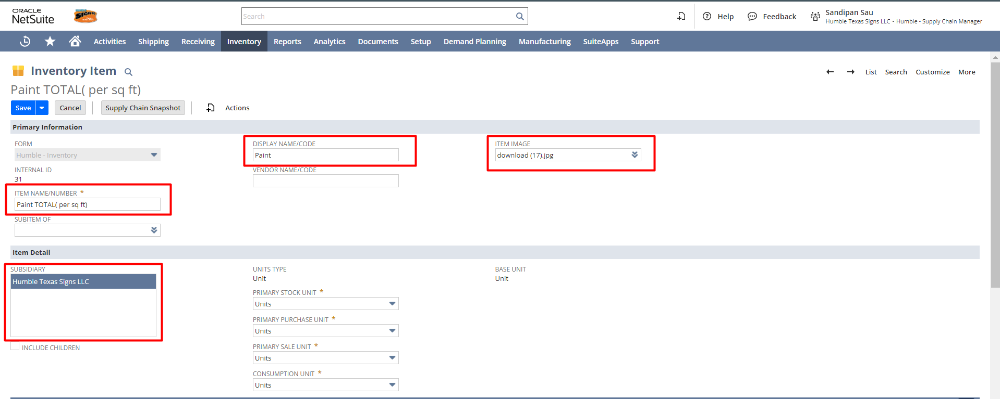 ORACLE
NetSuite
Search
Help
Feedback
Sandipan Sau
Humble Texas Signs LLC - Humble - Supply Chain Manager
Activities Shipping Receiving Inventory Reports Analytics Documents Setup Demand Planning Manufacturing SuiteApps Support
Inventory Item
List Search Customize More
Paint TOTAL( per sq ft)
Save Cancel Supply Chain Snapshot Actions
Primary Information
FORM
Humble - Inventory
INTERNAL ID
31
ITEM NAME/NUMBER *
Paint TOTAL( per sq ft)
SUBITEM OF
DISPLAY NAME/CODE
Paint
VENDOR NAME/CODE
ITEM IMAGE
download (17).jpg
Item Detail
SUBSIDIARY
Humble Texas Signs LLC
INCLUDE CHILDREN
UNITS TYPE
Unit
PRIMARY STOCK UNIT *
Units
PRIMARY PURCHASE UNIT *
Units
PRIMARY SALE UNIT *
Units
CONSUMPTION UNIT *
Units
BASE UNIT
Unit